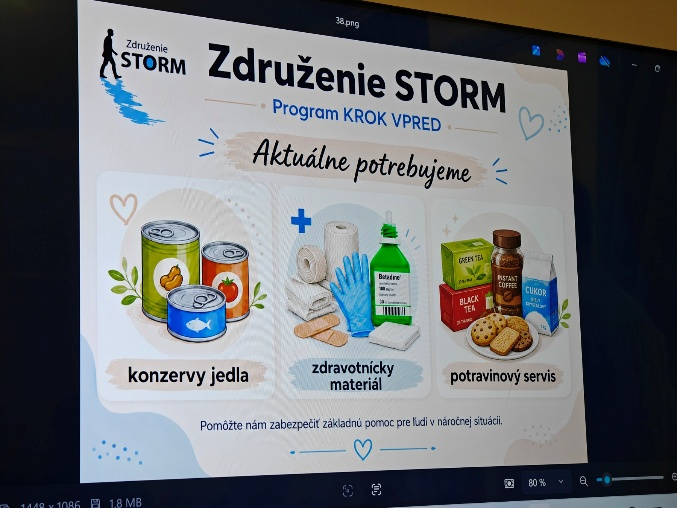 38.png
Združenie
STORM
Združenie STORM
Program KROK VPRED
Aktuálne potrebujeme
Betadine
GREEN TEA
BLACK TEA
INSTANT COFFEE
CUKOR
konzervy jedla
zdravotnícky
materiál
potravinový servis
Pomôžte nám zabezpečiť základnú pomoc pre ľudí v náročnej situácii.
1448 x 1086
1.8 MB
80 %